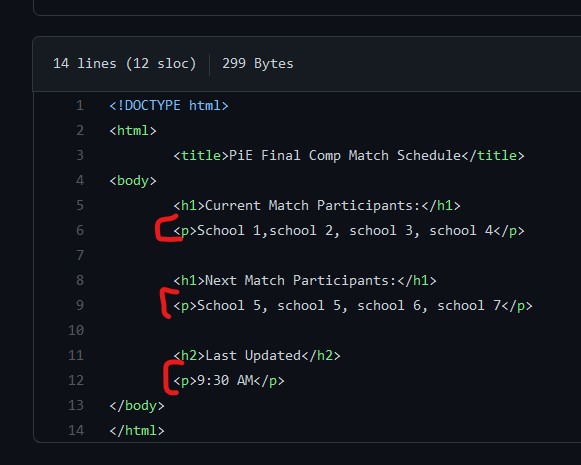 14 lines (12 sloc) 299 Bytes
1 <!DOCTYPE html>
2 <html>
3 <title>PiE Final Comp Match Schedule</title>
4 <body>
5 <h1>Current Match Participants:</h1>
6 <p>School 1,school 2, school 3, school 4</p>
7
8 <h1>Next Match Participants:</h1>
9 <p>School 5, school 5, school 6, school 7</p>
10
11 <h2>Last Updated</h2>
12 <p>9:30 AM</p>
13 </body>
14 </html>